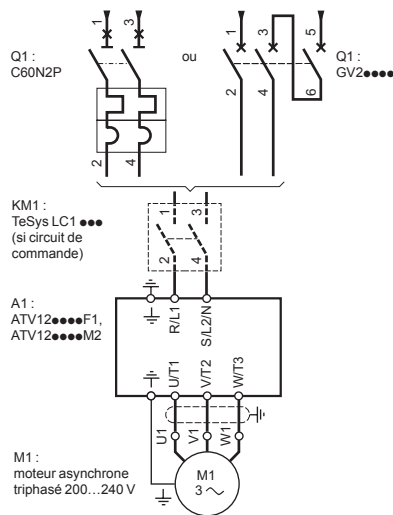 Q1 :
C60N2P
1
3
2
4
ou
1
3
5
2
4
6
Q1 :
GV2●●●●
KM1 :
TeSys LC1 ●●●
(si circuit de
commande)
1
3
2
4
A1 :
ATV12●●●●F1,
ATV12●●●●M2
R/L1
S/L2/N
U/T1
V/T2
W/T3
U1
V1
W1
M1 :
moteur asynchrone
triphasé 200…240 V
M1
3 ~